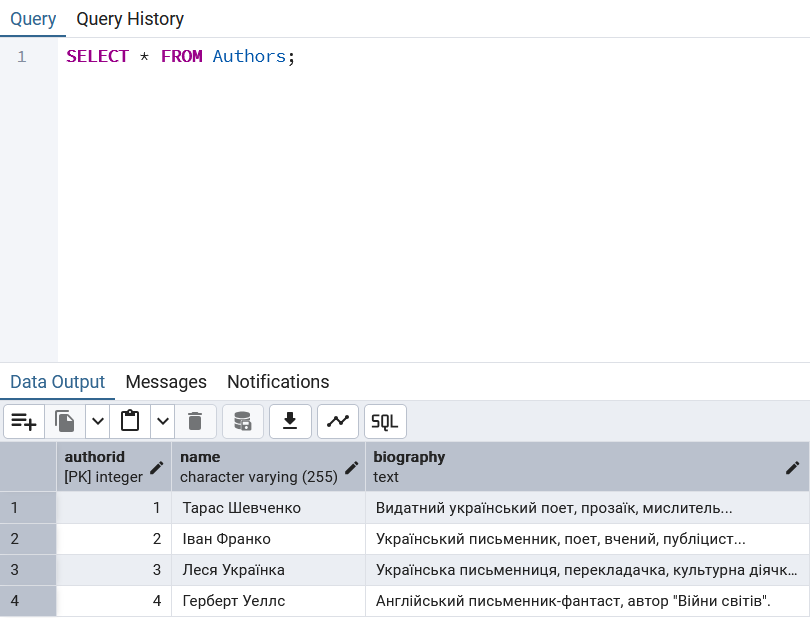 Query Query History
1 SELECT * FROM Authors;
Data Output Messages Notifications
SQL
authorid name biography
[PK] integer character varying (255) text
1 1 Тарас Шевченко Видатний український поет, прозаїк, мислитель...
2 2 Іван Франко Український письменник, поет, вчений, публіцист...
3 3 Леся Українка Українська письменниця, перекладачка, культурна діячк...
4 4 Герберт Уеллс Англійський письменник-фантаст, автор "Війни світів".